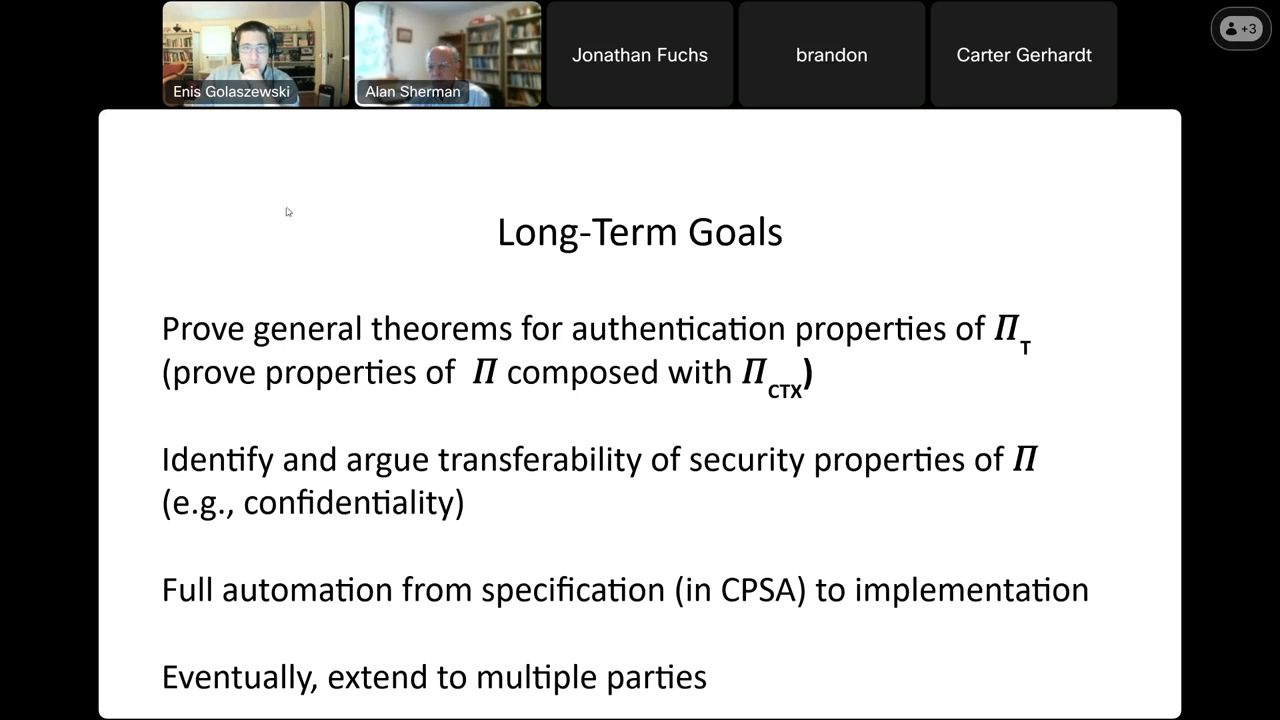 Enis Golaszewski
Alan Sherman
Jonathan Fuchs
brandon
Carter Gerhardt
+3
Long-Term Goals
Prove general theorems for authentication properties of Π_T
(prove properties of Π composed with Π_CTX)
Identify and argue transferability of security properties of Π
(e.g., confidentiality)
Full automation from specification (in CPSA) to implementation
Eventually, extend to multiple parties